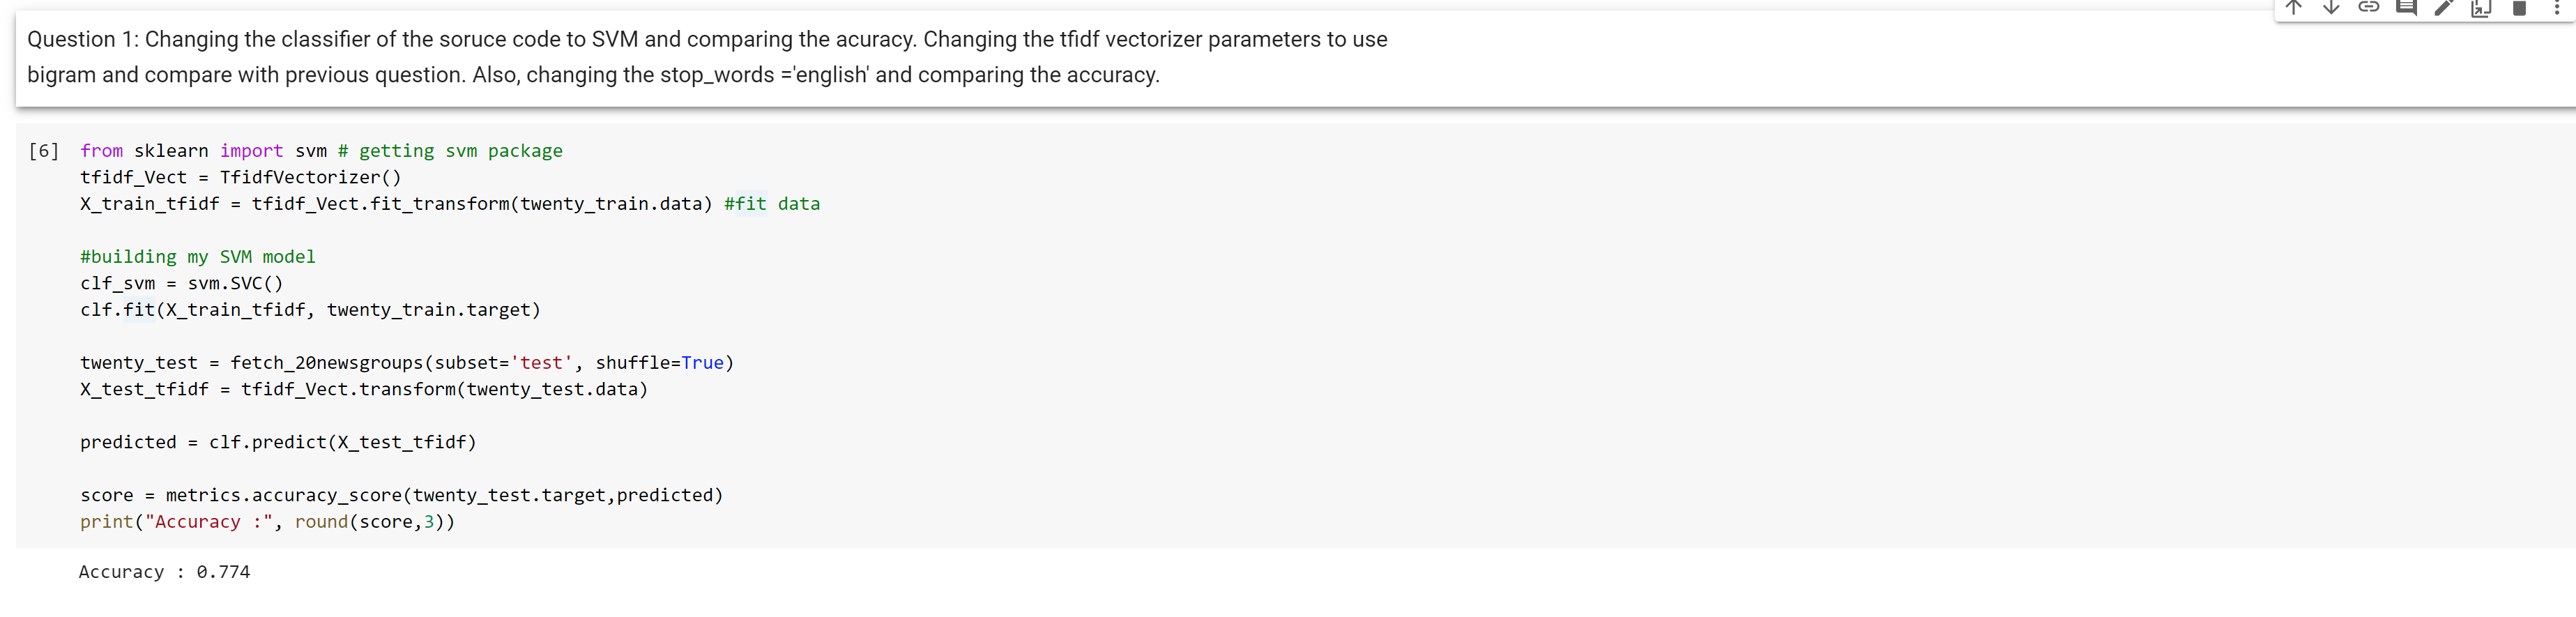 Question 1: Changing the classifier of the soruce code to SVM and comparing the acuracy. Changing the tfidf vectorizer parameters to use
bigram and compare with previous question. Also, changing the stop_words ='english' and comparing the accuracy.
[6] from sklearn import svm # getting svm package
tfidf_Vect = TfidfVectorizer()
X_train_tfidf = tfidf_Vect.fit_transform(twenty_train.data) #fit data
#building my SVM model
clf_svm = svm.SVC()
clf.fit(X_train_tfidf, twenty_train.target)
twenty_test = fetch_20newsgroups(subset='test', shuffle=True)
X_test_tfidf = tfidf_Vect.transform(twenty_test.data)
predicted = clf.predict(X_test_tfidf)
score = metrics.accuracy_score(twenty_test.target,predicted)
print("Accuracy :", round(score,3))
Accuracy : 0.774